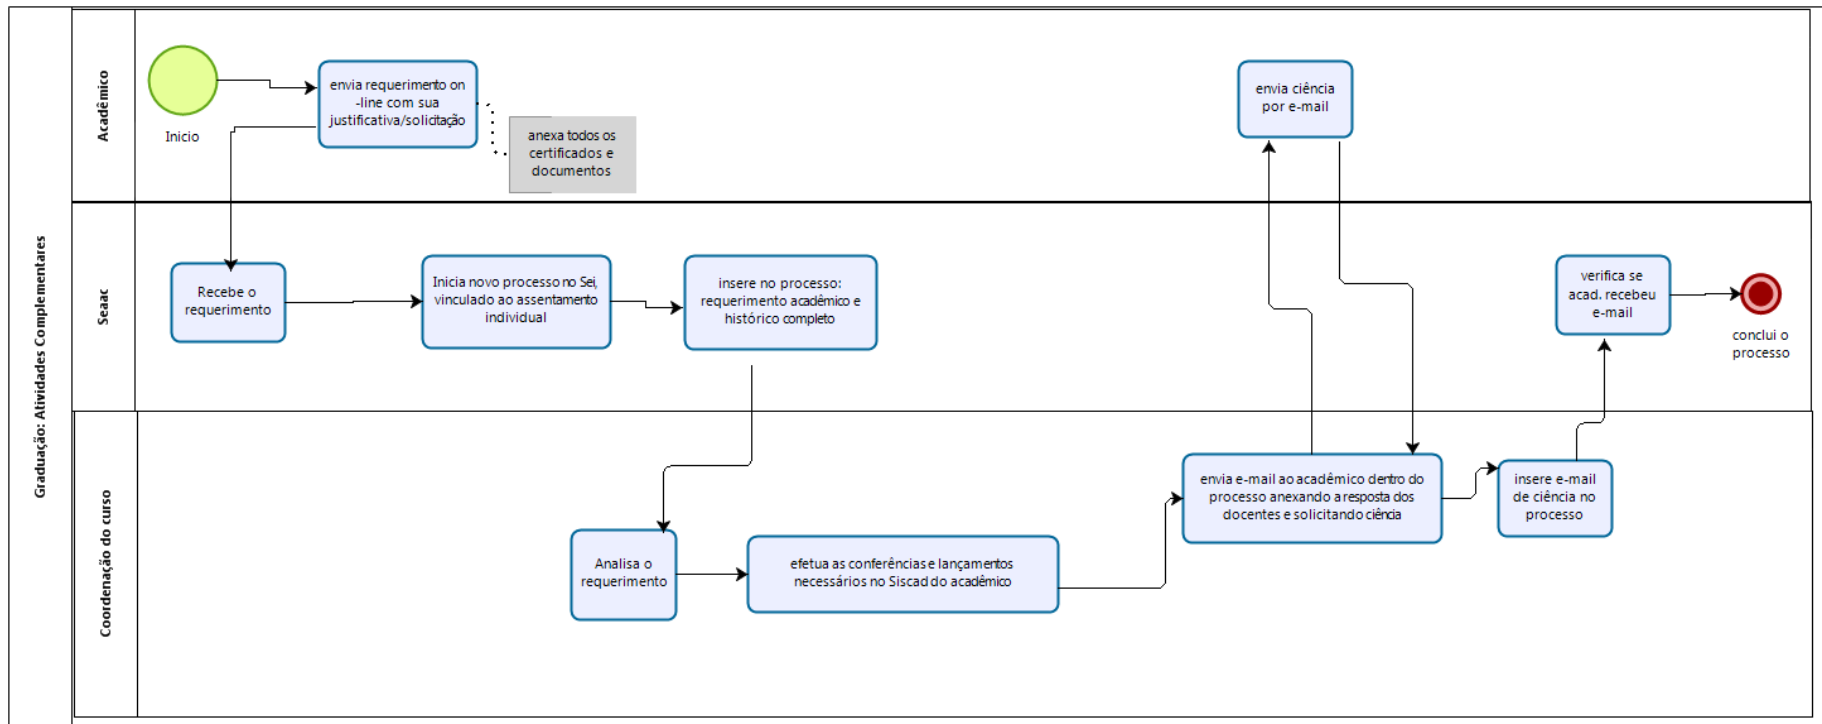 Graduação: Atividades Complementares
Acadêmico
Inicio
envia requerimento on
-line com sua
justificativa/solicitação
anexa todos os
certificados e
documentos
envia ciência
por e-mail
Seaac
Recebe o
requerimento
Inicia novo processo no Sei,
vinculado ao assentamento
individual
insere no processo:
requerimento acadêmico e
histórico completo
verifica se
acad. recebeu
e-mail
conclui o
processo
Coordenação do curso
Analisa o
requerimento
efetua as conferências e lançamentos
necessários no Siscad do acadêmico
envia e-mail ao acadêmico dentro do
processo anexando a resposta dos
docentes e solicitando ciência
insere e-mail
de ciência no
processo